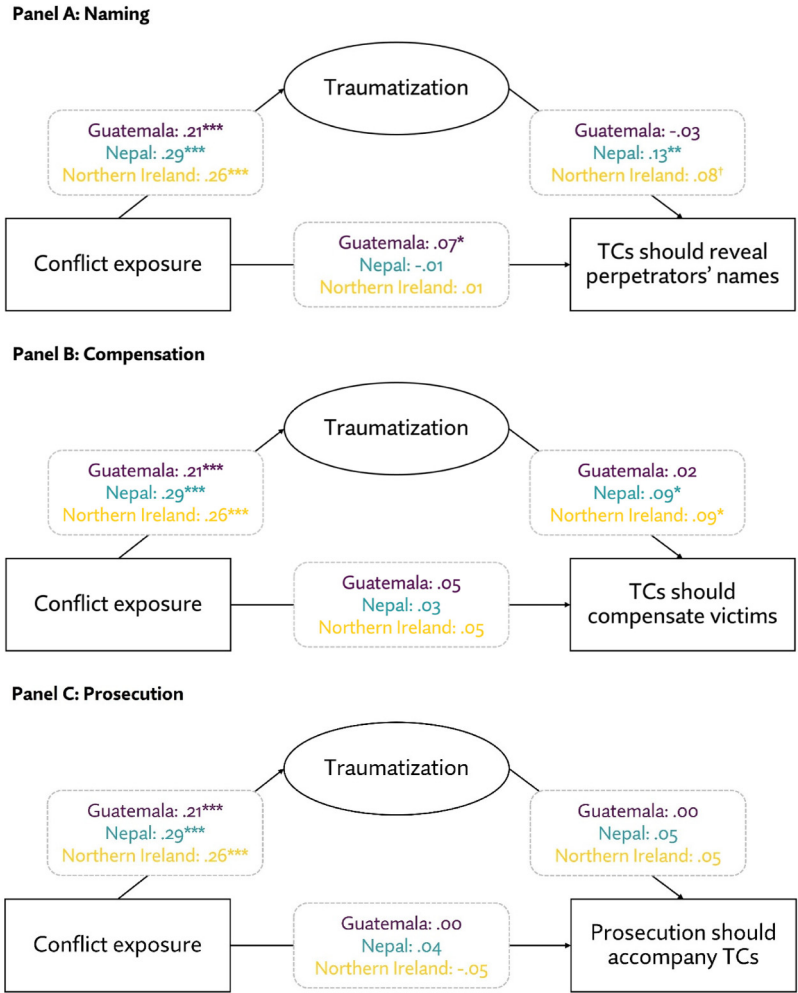 Panel A: Naming
Traumatization
Guatemala: .21***
Nepal: .29***
Northern Ireland: .26***
Guatemala: -.03
Nepal: .13**
Northern Ireland: .08†
Conflict exposure
Guatemala: .07*
Nepal: -.01
Northern Ireland: .01
TCs should reveal
perpetrators’ names
Panel B: Compensation
Traumatization
Guatemala: .21***
Nepal: .29***
Northern Ireland: .26***
Guatemala: .02
Nepal: .09*
Northern Ireland: .09*
Conflict exposure
Guatemala: .05
Nepal: .03
Northern Ireland: .05
TCs should
compensate victims
Panel C: Prosecution
Traumatization
Guatemala: .21***
Nepal: .29***
Northern Ireland: .26***
Guatemala: .00
Nepal: .05
Northern Ireland: .05
Conflict exposure
Guatemala: .00
Nepal: .04
Northern Ireland: -.05
Prosecution should
accompany TCs